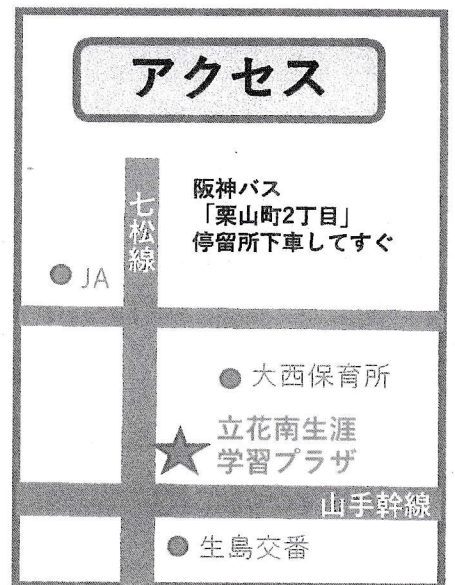 アクセス
阪神バス
「栗山町2丁目」
停留所下車してすぐ
七松線
JA
大西保育所
立花南生涯
学習プラザ
山手幹線
生島交番